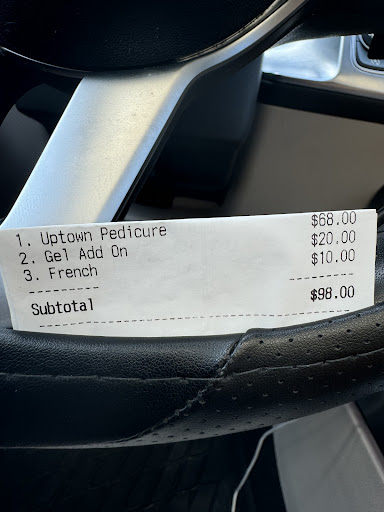 1. Uptown Pedicure $68.00
2. Gel Add On $20.00
3. French $10.00
Subtotal $98.00